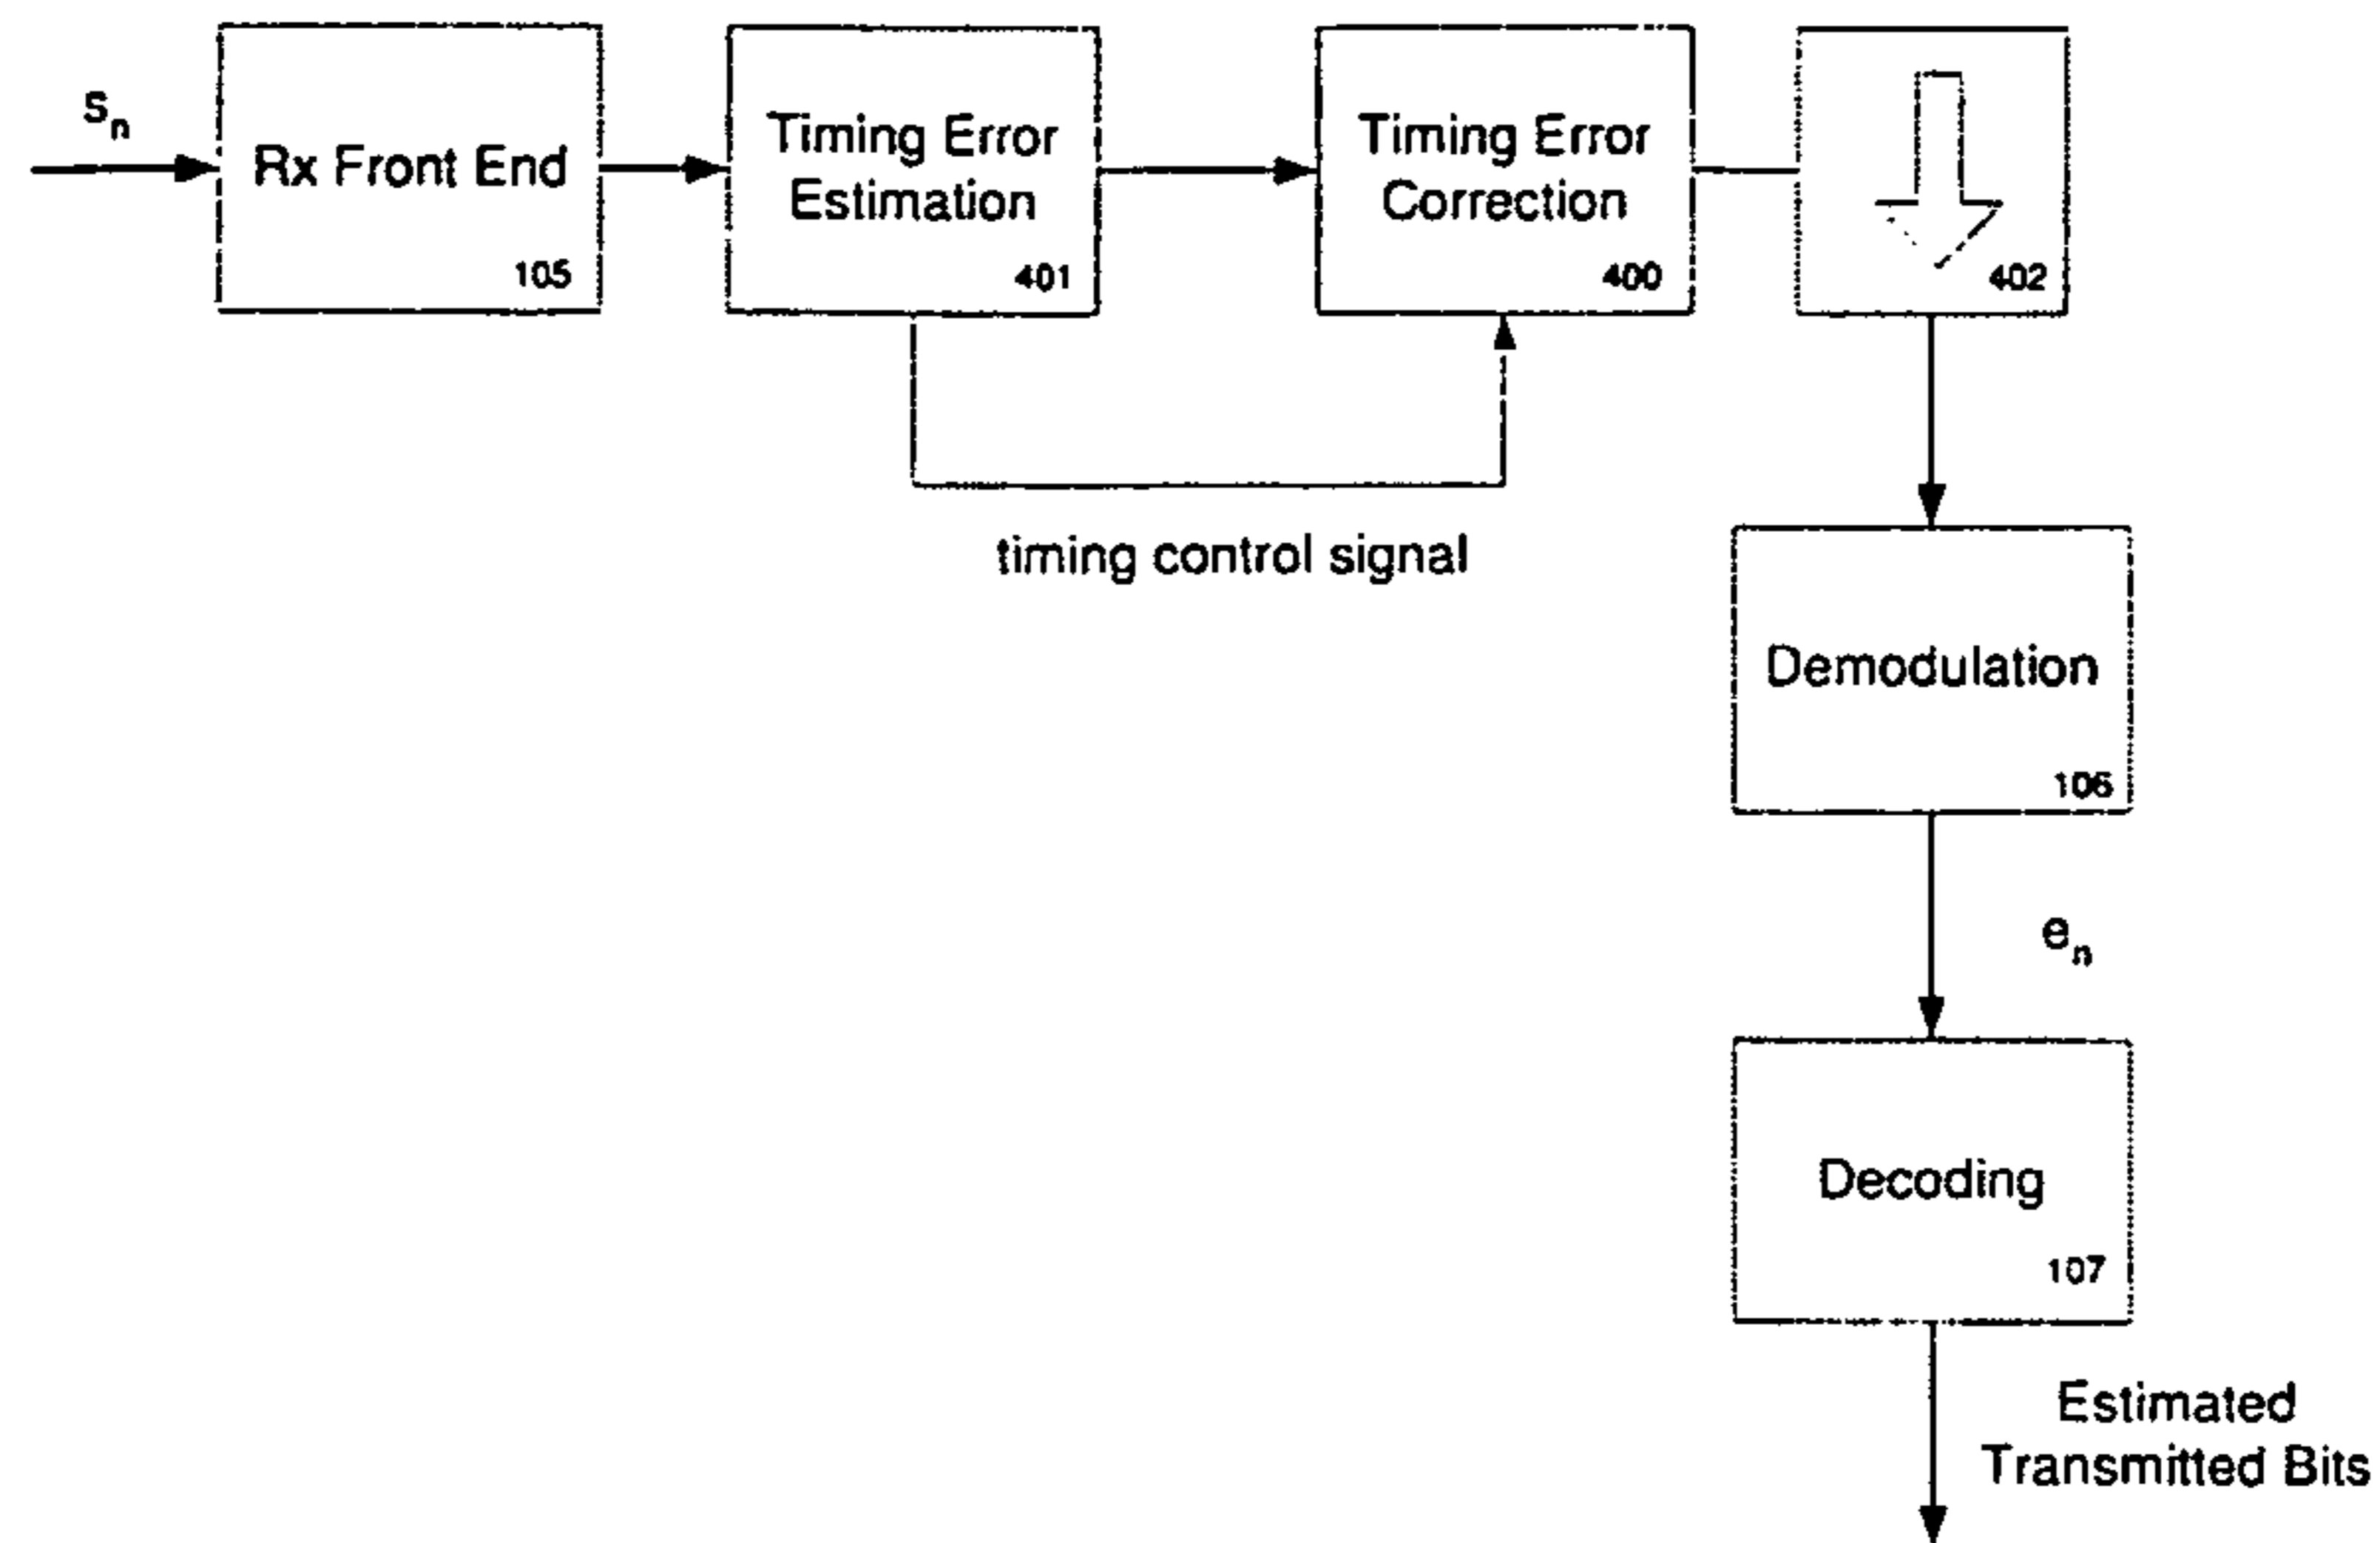 sn
Rx Front End
105
Timing Error
Estimation
401
Timing Error
Correction
400
402
timing control signal
Demodulation
106
en
Decoding
107
Estimated
Transmitted Bits